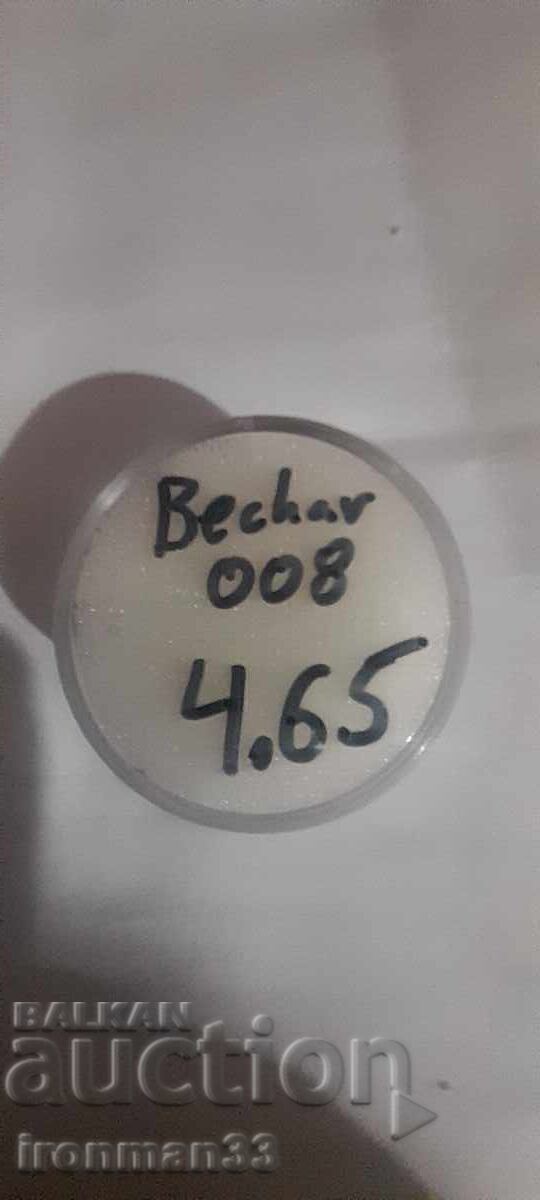 Bechar
008
4.65
BALKAN
auction
ironman33